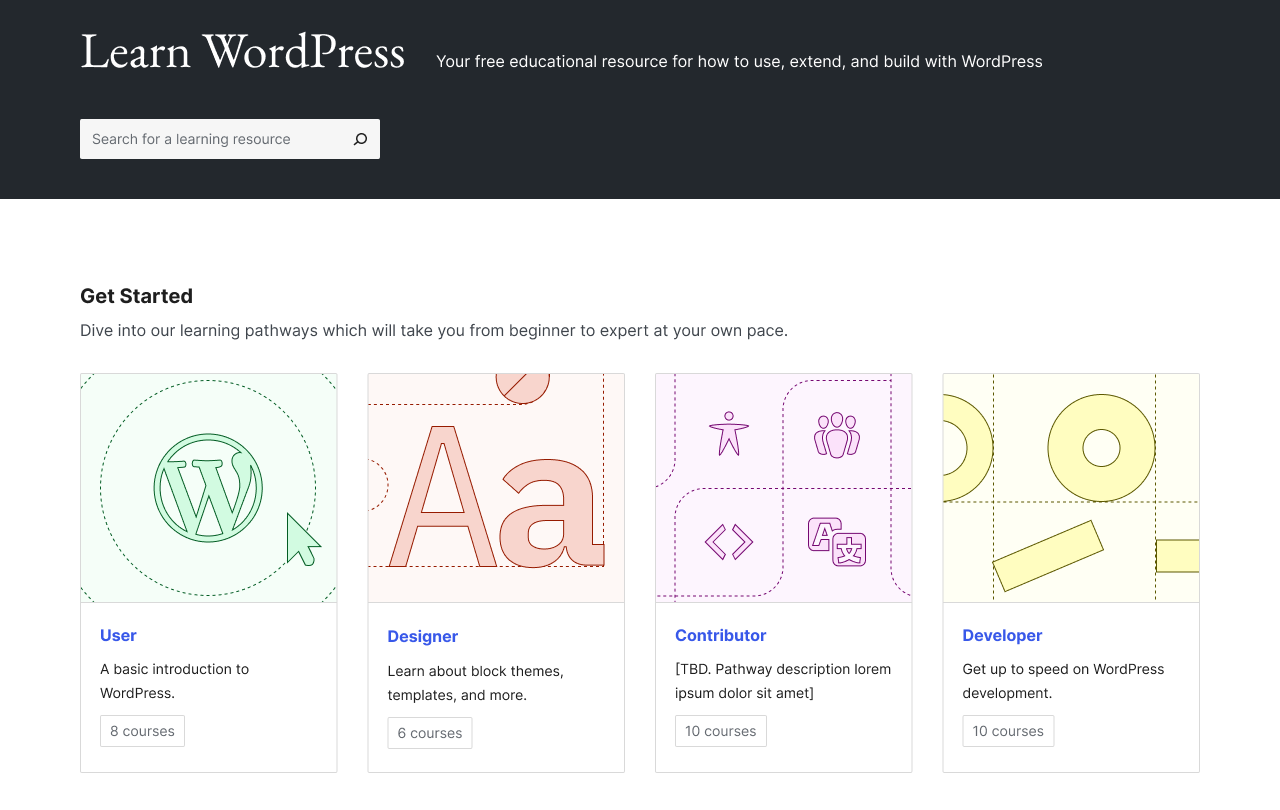 Learn WordPress
Your free educational resource for how to use, extend, and build with WordPress
Search for a learning resource
Get Started
Dive into our learning pathways which will take you from beginner to expert at your own pace.
W
User
A basic introduction to
WordPress.
8 courses
Aa
Designer
Learn about block themes,
templates, and more.
6 courses
A
文
Contributor
[TBD. Pathway description lorem
ipsum dolor sit amet]
10 courses
Developer
Get up to speed on WordPress
development.
10 courses